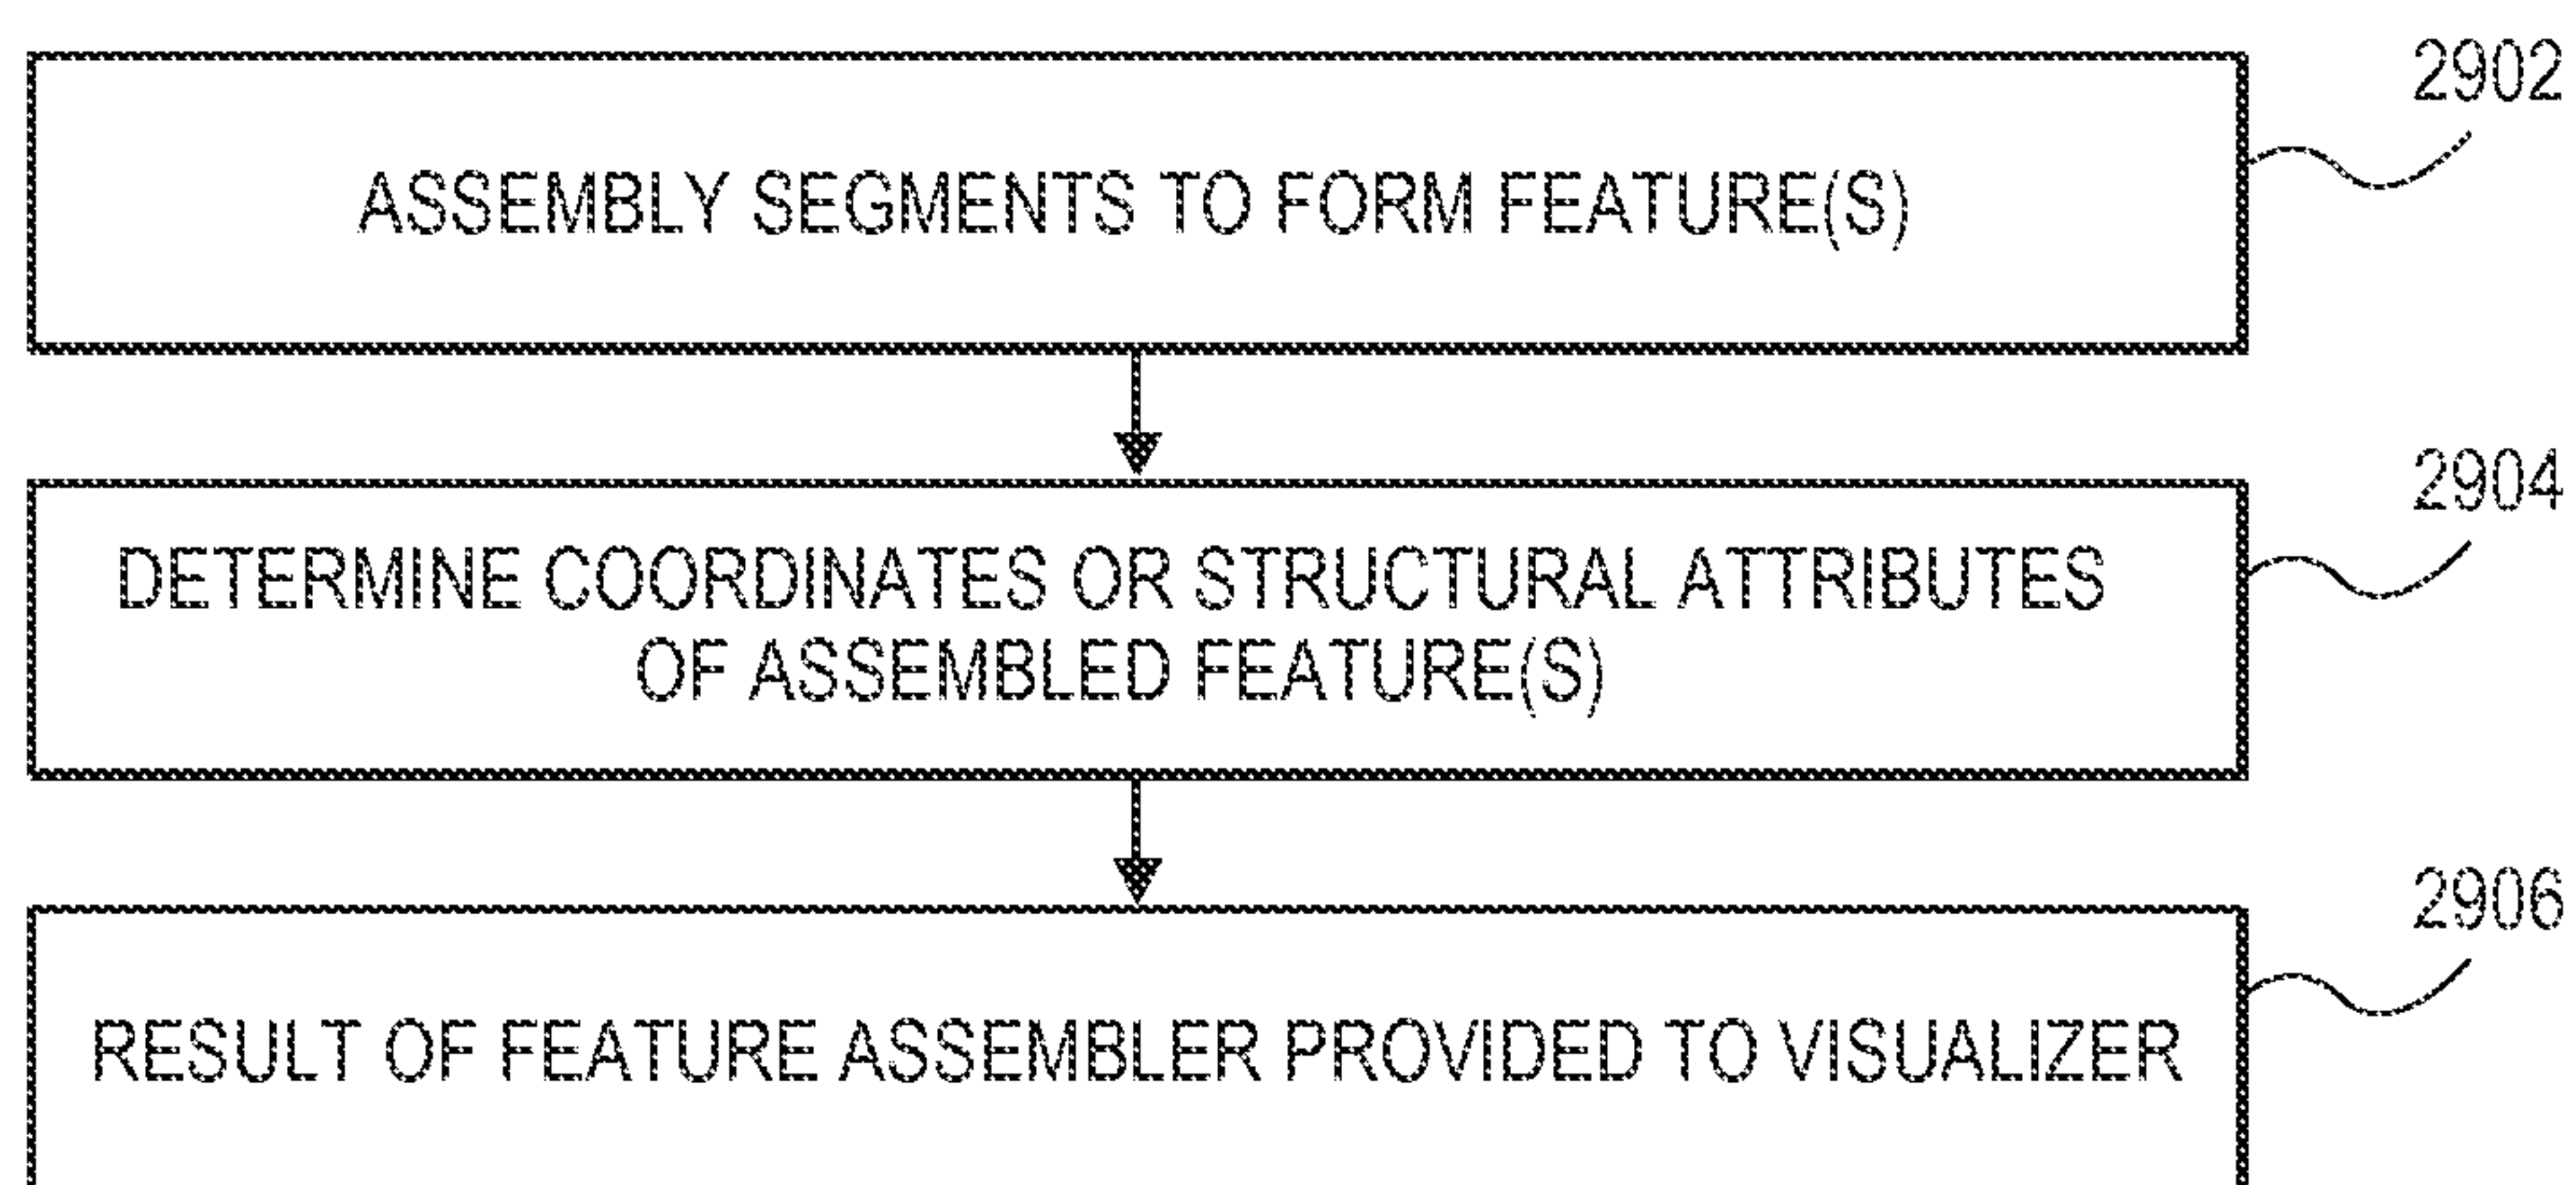 2902
ASSEMBLY SEGMENTS TO FORM FEATURE(S)
2904
DETERMINE COORDINATES OR STRUCTURAL ATTRIBUTES
OF ASSEMBLED FEATURE(S)
2906
RESULT OF FEATURE ASSEMBLER PROVIDED TO VISUALIZER